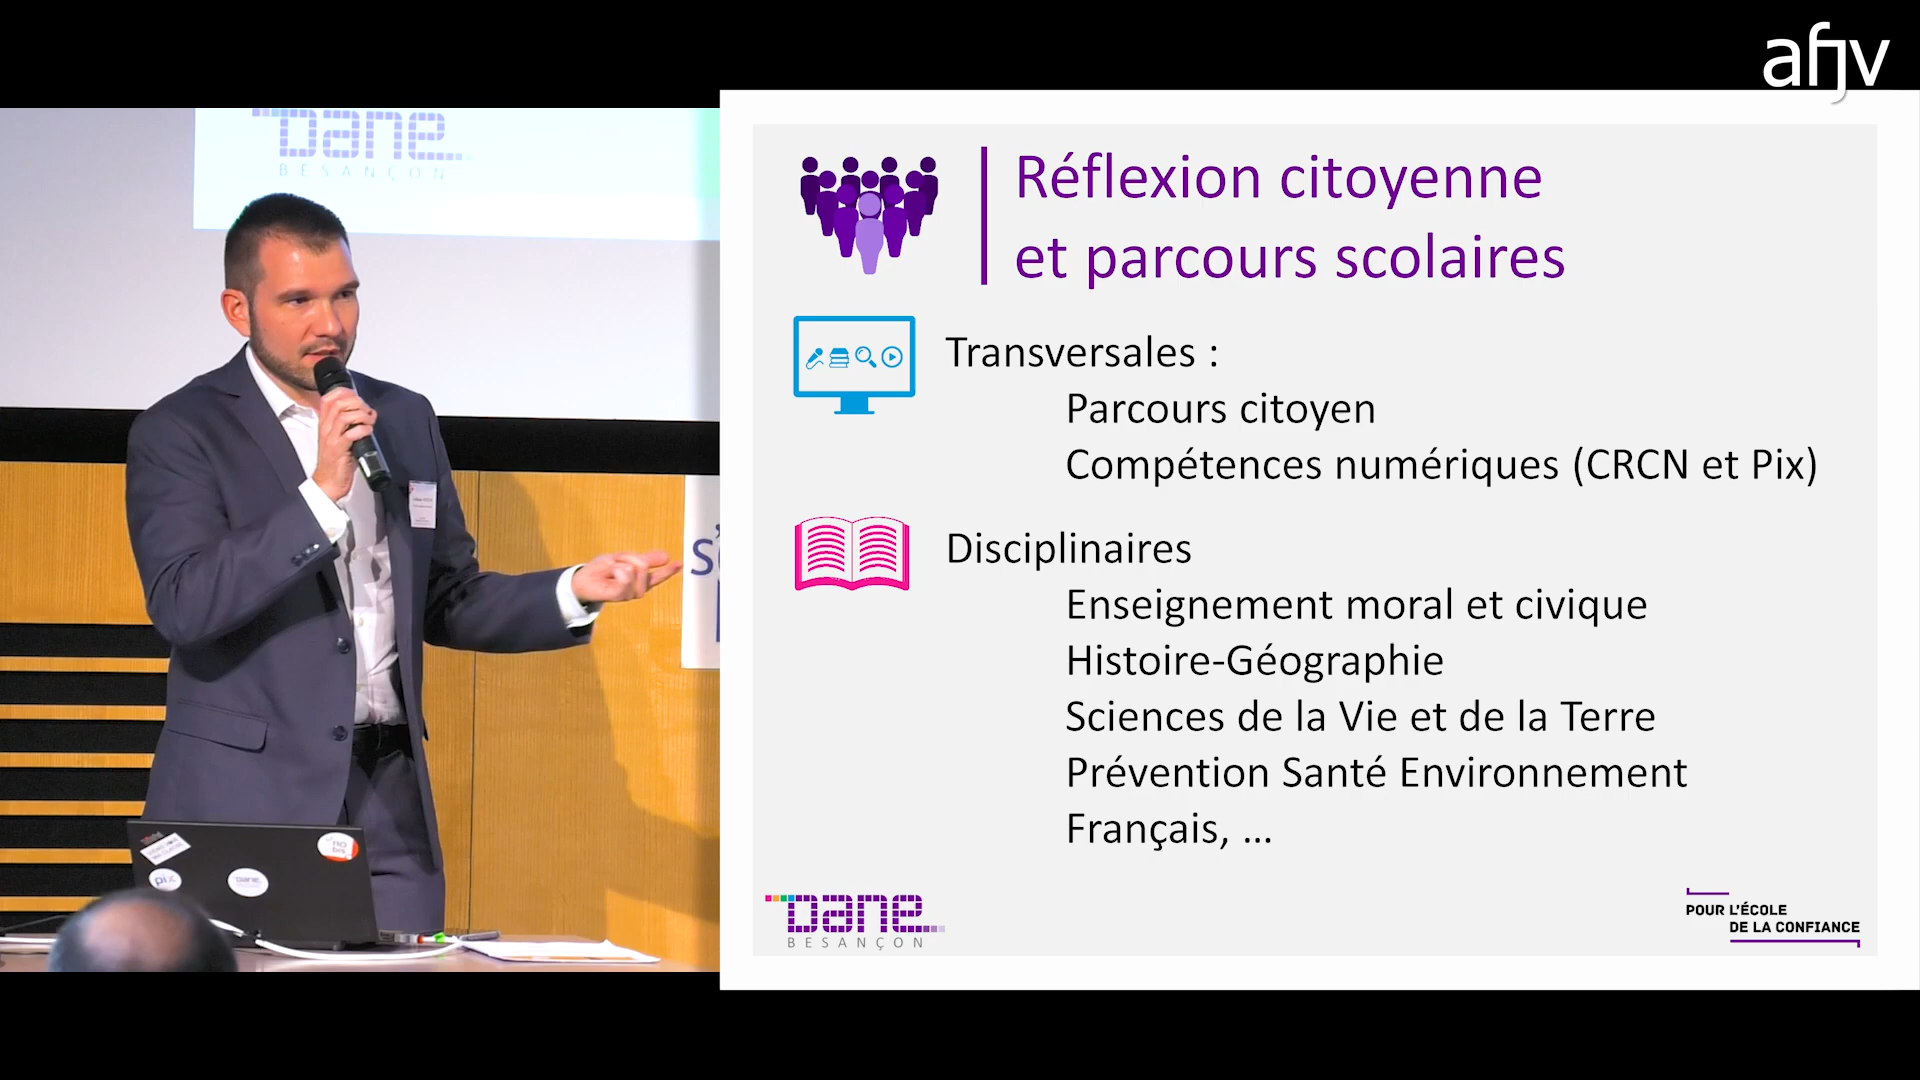 afjv
Dane
BESANÇON
Réflexion citoyenne
et parcours scolaires
Transversales :
Parcours citoyen
Compétences numériques (CRCN et Pix)
Disciplinaires
Enseignement moral et civique
Histoire-Géographie
Sciences de la Vie et de la Terre
Prévention Santé Environnement
Français, ...
pix
Dane
Dane
BESANÇON
POUR L'ÉCOLE
DE LA CONFIANCE